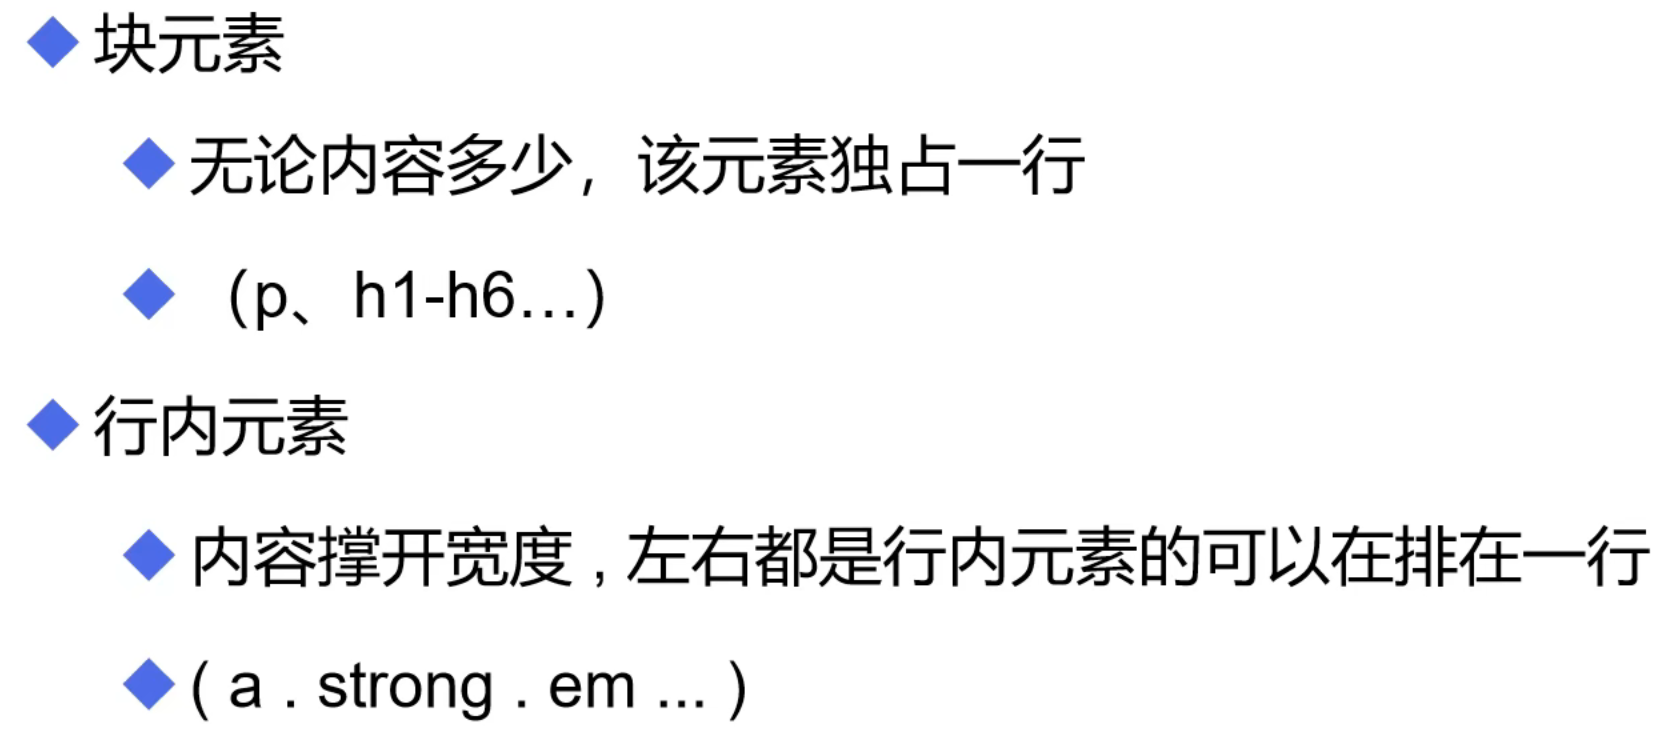 块元素
无论内容多少，该元素独占一行
（p、h1-h6…）
行内元素
内容撑开宽度 , 左右都是行内元素的可以在排在一行
( a . strong . em ... )